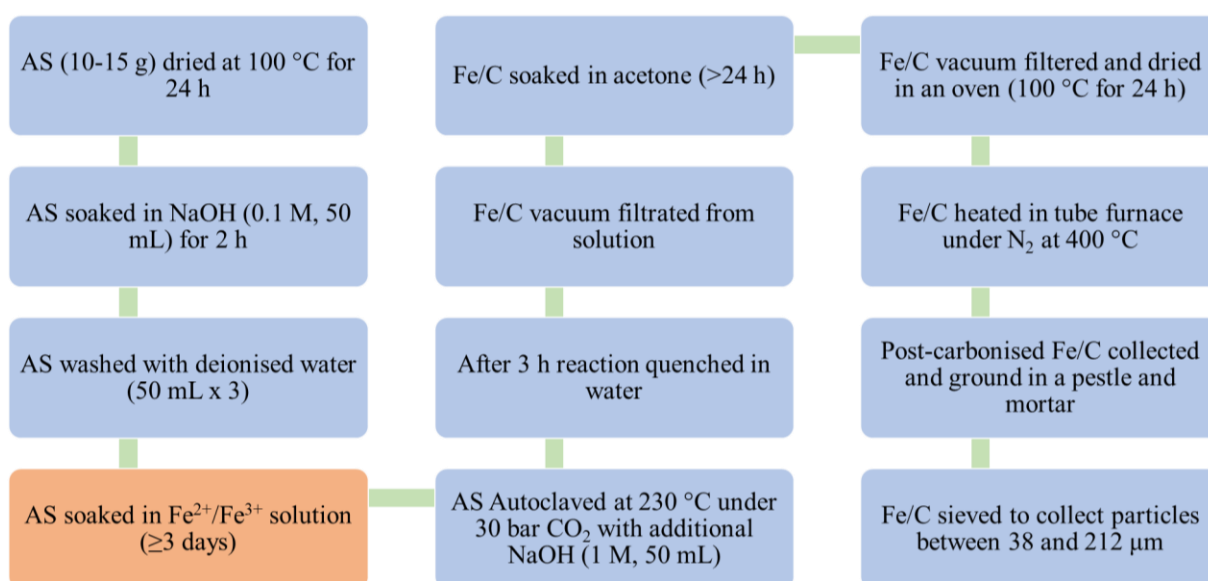 AS (10-15 g) dried at 100 °C for
24 h
AS soaked in NaOH (0.1 M, 50
mL) for 2 h
AS washed with deionised water
(50 mL x 3)
AS soaked in Fe²⁺/Fe³⁺ solution
(≥3 days)
AS Autoclaved at 230 °C under
30 bar CO₂ with additional
NaOH (1 M, 50 mL)
After 3 h reaction quenched in
water
Fe/C vacuum filtrated from
solution
Fe/C soaked in acetone (>24 h)
Fe/C vacuum filtered and dried
in an oven (100 °C for 24 h)
Fe/C heated in tube furnace
under N₂ at 400 °C
Post-carbonised Fe/C collected
and ground in a pestle and
mortar
Fe/C sieved to collect particles
between 38 and 212 μm